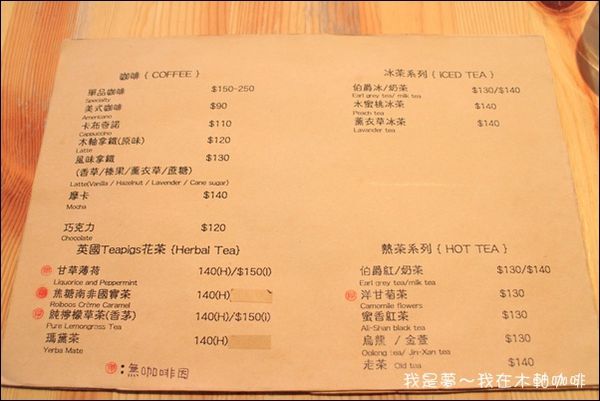 咖啡 { COFFEE }
單品咖啡 $150-250
Specialty
美式咖啡 $90
Americano
卡布奇諾 $110
Cappuccino
木軸拿鐵(原味) $120
Latte
風味拿鐵 $130
(香草/榛果/薰衣草/蔗糖)
Latte(Vanilla / Hazelnut / Lavender / Cane sugar)
摩卡 $140
Mocha
巧克力 $120
Chocolate
英國Teapigs花茶 {Herbal Tea}
甘草薄荷 140(H)/$150(I)
Liquorice and Peppermint
焦糖南非國寶茶 140(H)
Rooibos Crème Caramel
純檸檬草茶(香茅) 140(H)/$150(I)
Pure Lemongrass Tea
瑪黛茶 140(H)
Yerba Mate
:無咖啡因
冰茶系列 { ICED TEA }
伯爵冰/奶茶 $130/$140
Earl grey tea/ milk tea
水蜜桃冰茶 $140
Peach tea
薰衣草冰茶 $140
Lavander tea
熱茶系列 { HOT TEA }
伯爵紅/奶茶 $130/$140
Earl grey tea/milk tea
洋甘菊茶 $130
Camomile flowers
蜜香紅茶 $130
Ali-Shan black tea
烏龍 / 金萱 $130
Oolong tea/ Jin-Xan tea
走茶 $140
Old tea
我是夢～我在木軸咖啡